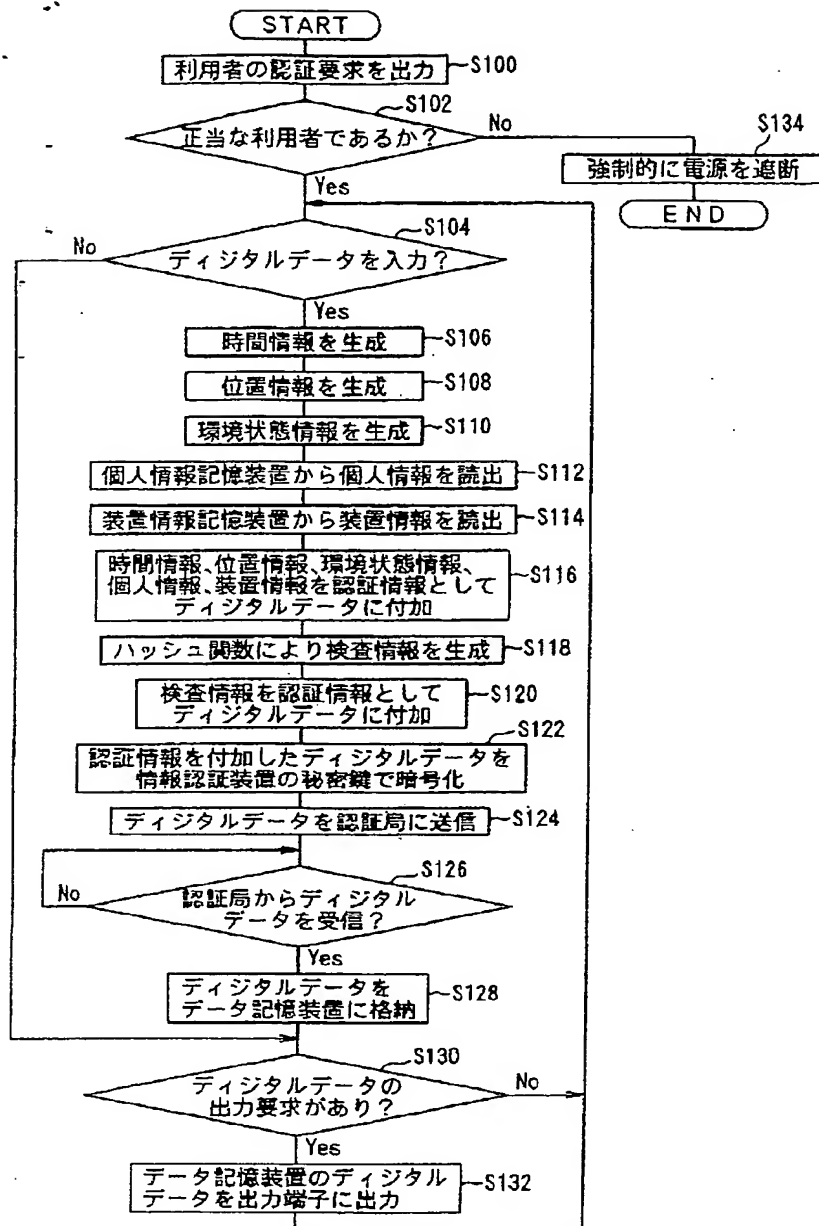 START
利用者の認証要求を出力
S100
S102
正当な利用者であるか？
No
S134
強制的に電源を遮断
END
Yes
S104
No
ディジタルデータを入力？
Yes
時間情報を生成
S106
位置情報を生成
S108
環境状態情報を生成
S110
個人情報記憶装置から個人情報を読出
S112
装置情報記憶装置から装置情報を読出
S114
時間情報、位置情報、環境状態情報、
個人情報、装置情報を認証情報として
ディジタルデータに付加
S116
ハッシュ関数により検査情報を生成
S118
検査情報を認証情報として
ディジタルデータに付加
S120
S122
認証情報を付加したディジタルデータを
情報認証装置の秘密鍵で暗号化
ディジタルデータを認証局に送信
S124
S126
No
認証局からディジタル
データを受信？
Yes
ディジタルデータを
データ記憶装置に格納
S128
S130
ディジタルデータの
出力要求があり？
No
Yes
データ記憶装置のディジタル
データを出力端子に出力
S132